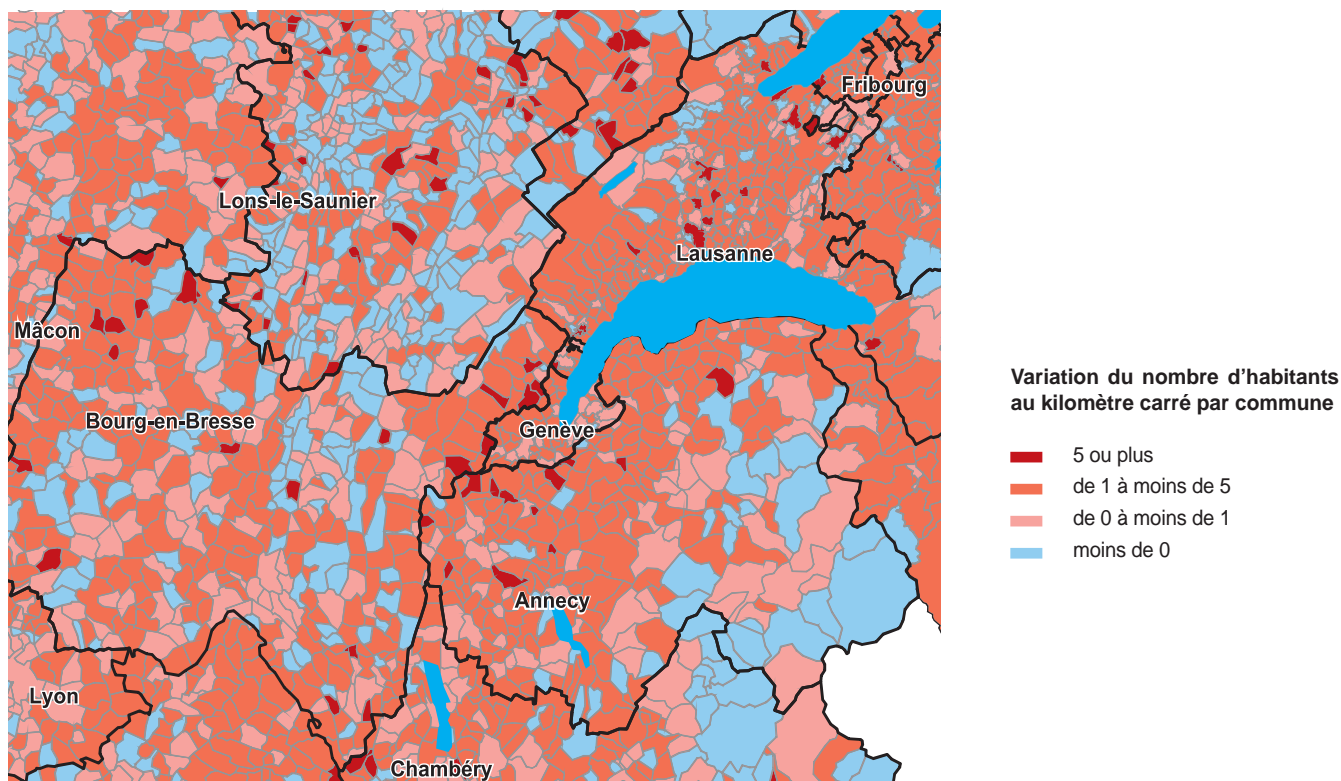 Fribourg
Lons-le-Saunier
Lausanne
Mâcon
Bourg-en-Bresse
Genève
Annecy
Lyon
Chambéry
Variation du nombre d'habitants
au kilomètre carré par commune
5 ou plus
de 1 à moins de 5
de 0 à moins de 1
moins de 0